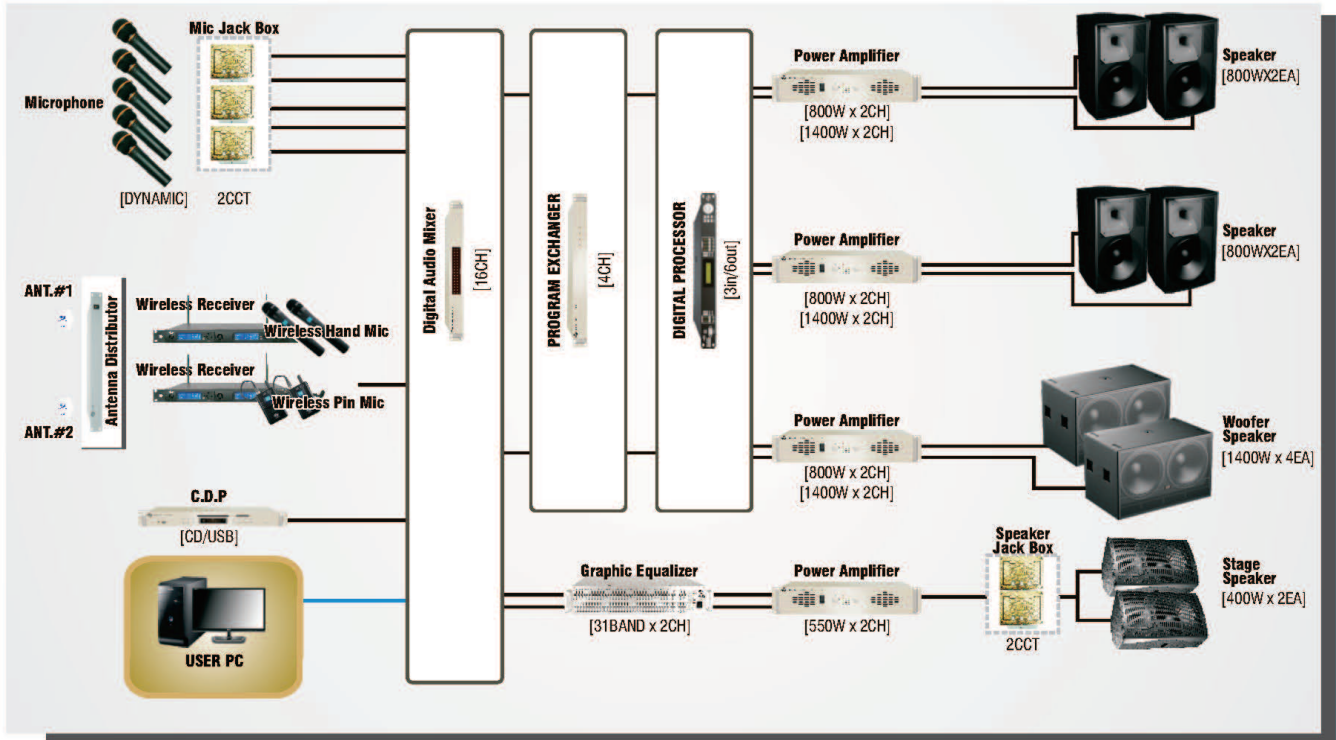 Mic Jack Box
Microphone
[DYNAMIC]
2CCT
ANT.#1
ANT.#2
Antenna Distributor
Wireless Receiver
Wireless Hand Mic
Wireless Receiver
Wireless Pin Mic
C.D.P
[CD/USB]
USER PC
Digital Audio Mixer
[16CH]
PROGRAM EXCHANGER
[4CH]
DIGITAL PROCESSOR
[3in/6out]
Power Amplifier
[800W x 2CH]
[1400W x 2CH]
Speaker
[800WX2EA]
Power Amplifier
[800W x 2CH]
[1400W x 2CH]
Speaker
[800WX2EA]
Power Amplifier
[800W x 2CH]
[1400W x 2CH]
Woofer
Speaker
[1400W x 4EA]
Graphic Equalizer
[31BAND x 2CH]
Power Amplifier
[550W x 2CH]
Speaker
Jack Box
2CCT
Stage
Speaker
[400W x 2EA]